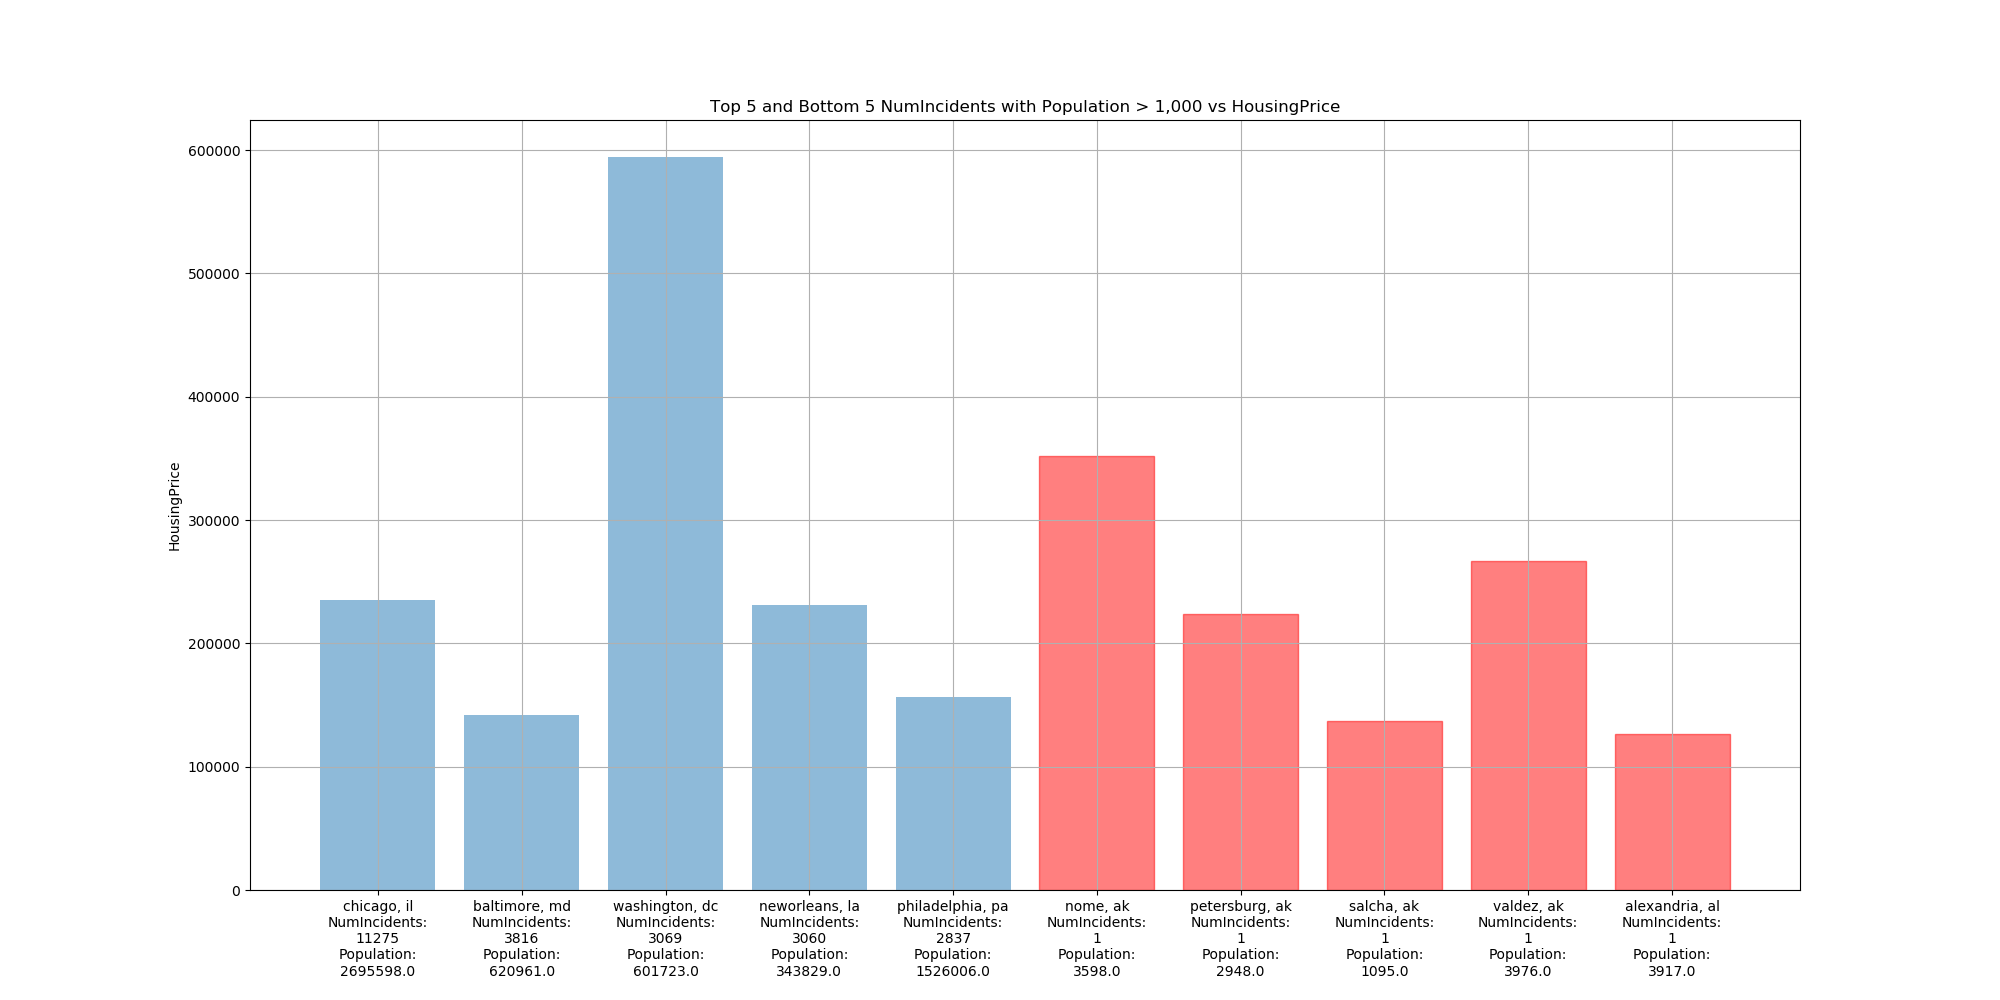 Top 5 and Bottom 5 NumIncidents with Population > 1,000 vs HousingPrice
HousingPrice
600000
500000
400000
300000
200000
100000
0
chicago, il
NumIncidents:
11275
Population:
2695598.0
baltimore, md
NumIncidents:
3816
Population:
620961.0
washington, dc
NumIncidents:
3069
Population:
601723.0
neworleans, la
NumIncidents:
3060
Population:
343829.0
philadelphia, pa
NumIncidents:
2837
Population:
1526006.0
nome, ak
NumIncidents:
1
Population:
3598.0
petersburg, ak
NumIncidents:
1
Population:
2948.0
salcha, ak
NumIncidents:
1
Population:
1095.0
valdez, ak
NumIncidents:
1
Population:
3976.0
alexandria, al
NumIncidents:
1
Population:
3917.0